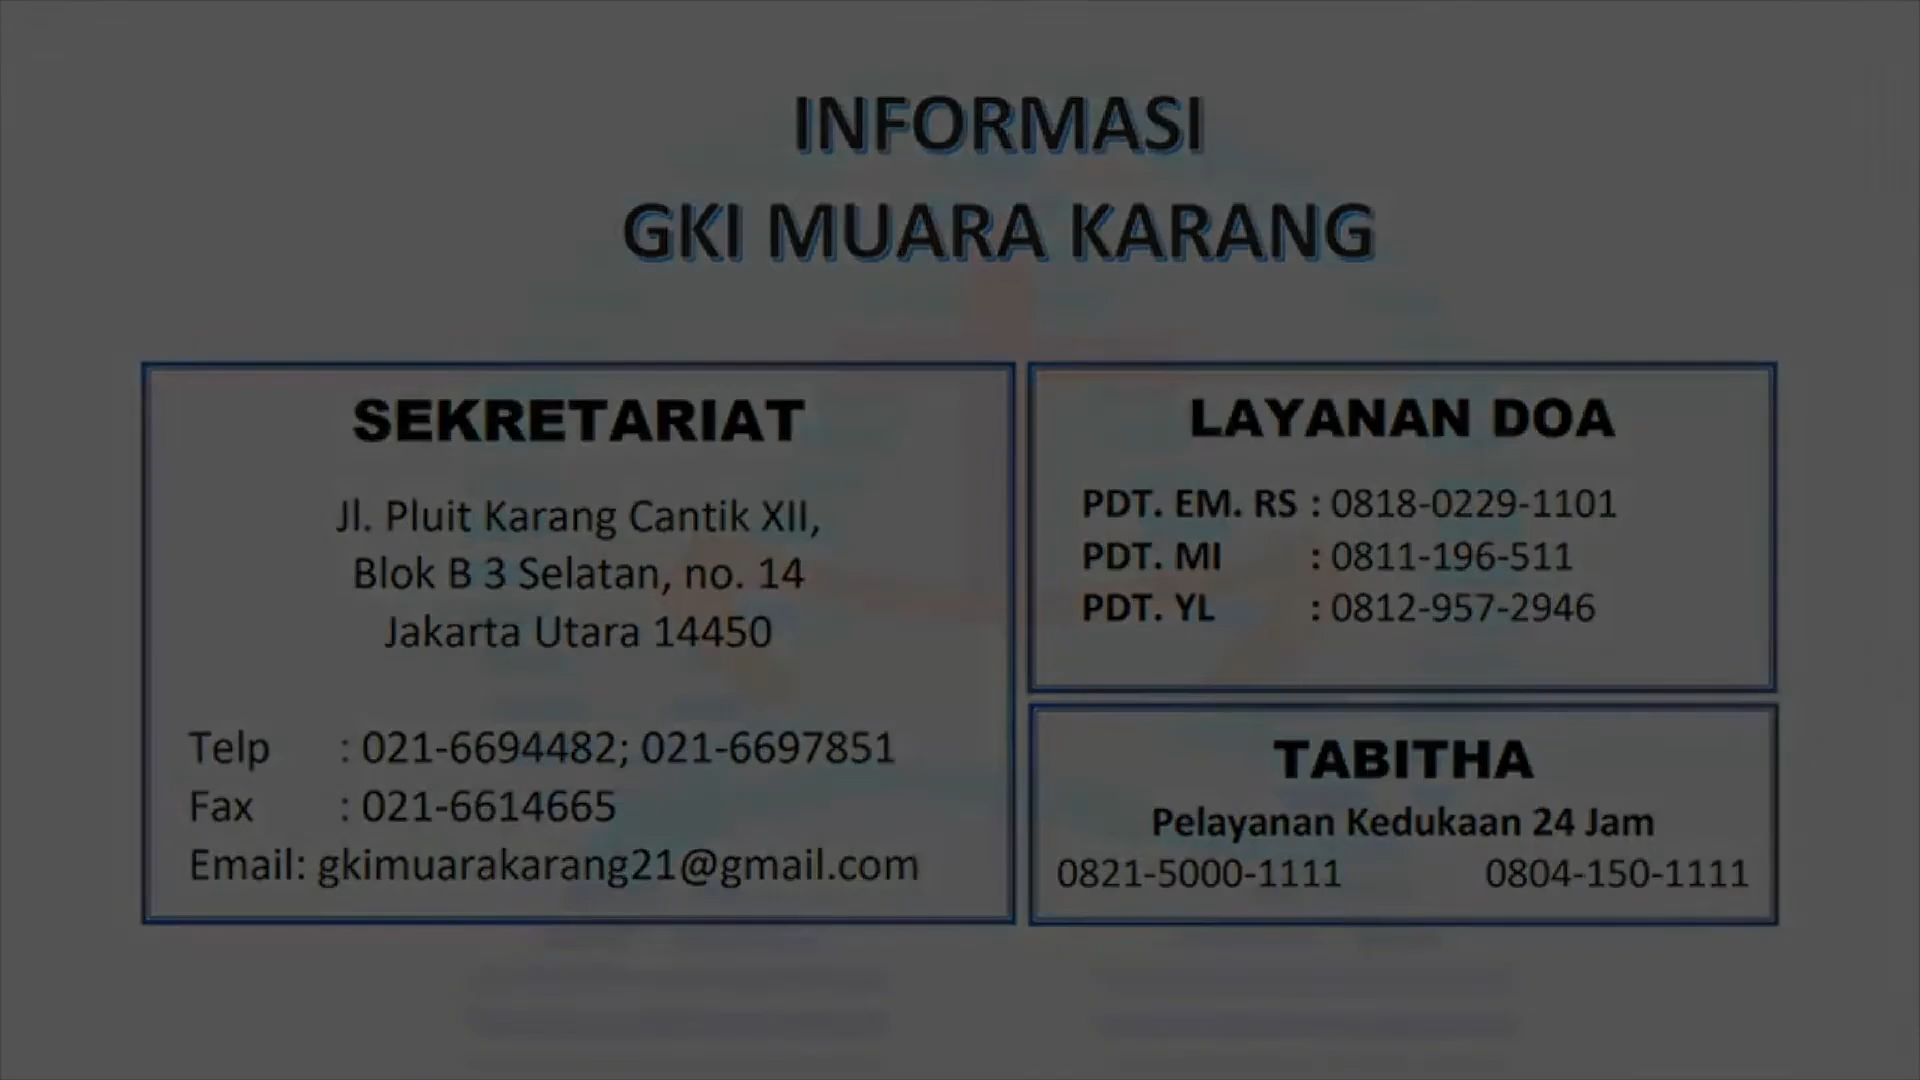 INFORMASI
GKI MUARA KARANG
SEKRETARIAT
Jl. Pluit Karang Cantik XII,
Blok B 3 Selatan, no. 14
Jakarta Utara 14450
Telp : 021-6694482; 021-6697851
Fax : 021-6614665
Email: gkimuarakarang21@gmail.com
LAYANAN DOA
PDT. EM. RS : 0818-0229-1101
PDT. MI : 0811-196-511
PDT. YL : 0812-957-2946
TABITHA
Pelayanan Kedukaan 24 Jam
0821-5000-1111 0804-150-1111